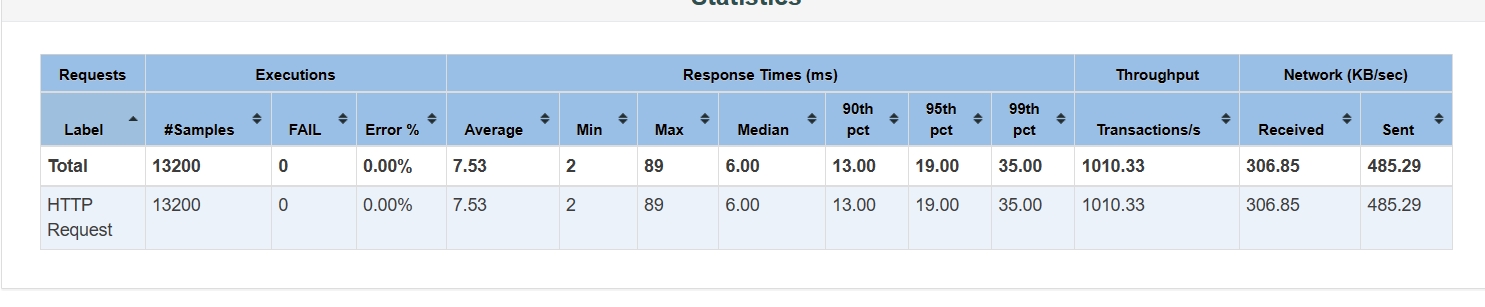 Statistics
Requests Executions Response Times (ms) Throughput Network (KB/sec)
Label #Samples FAIL Error % Average Min Max Median 90th pct 95th pct 99th pct Transactions/s Received Sent
Total 13200 0 0.00% 7.53 2 89 6.00 13.00 19.00 35.00 1010.33 306.85 485.29
HTTP Request 13200 0 0.00% 7.53 2 89 6.00 13.00 19.00 35.00 1010.33 306.85 485.29